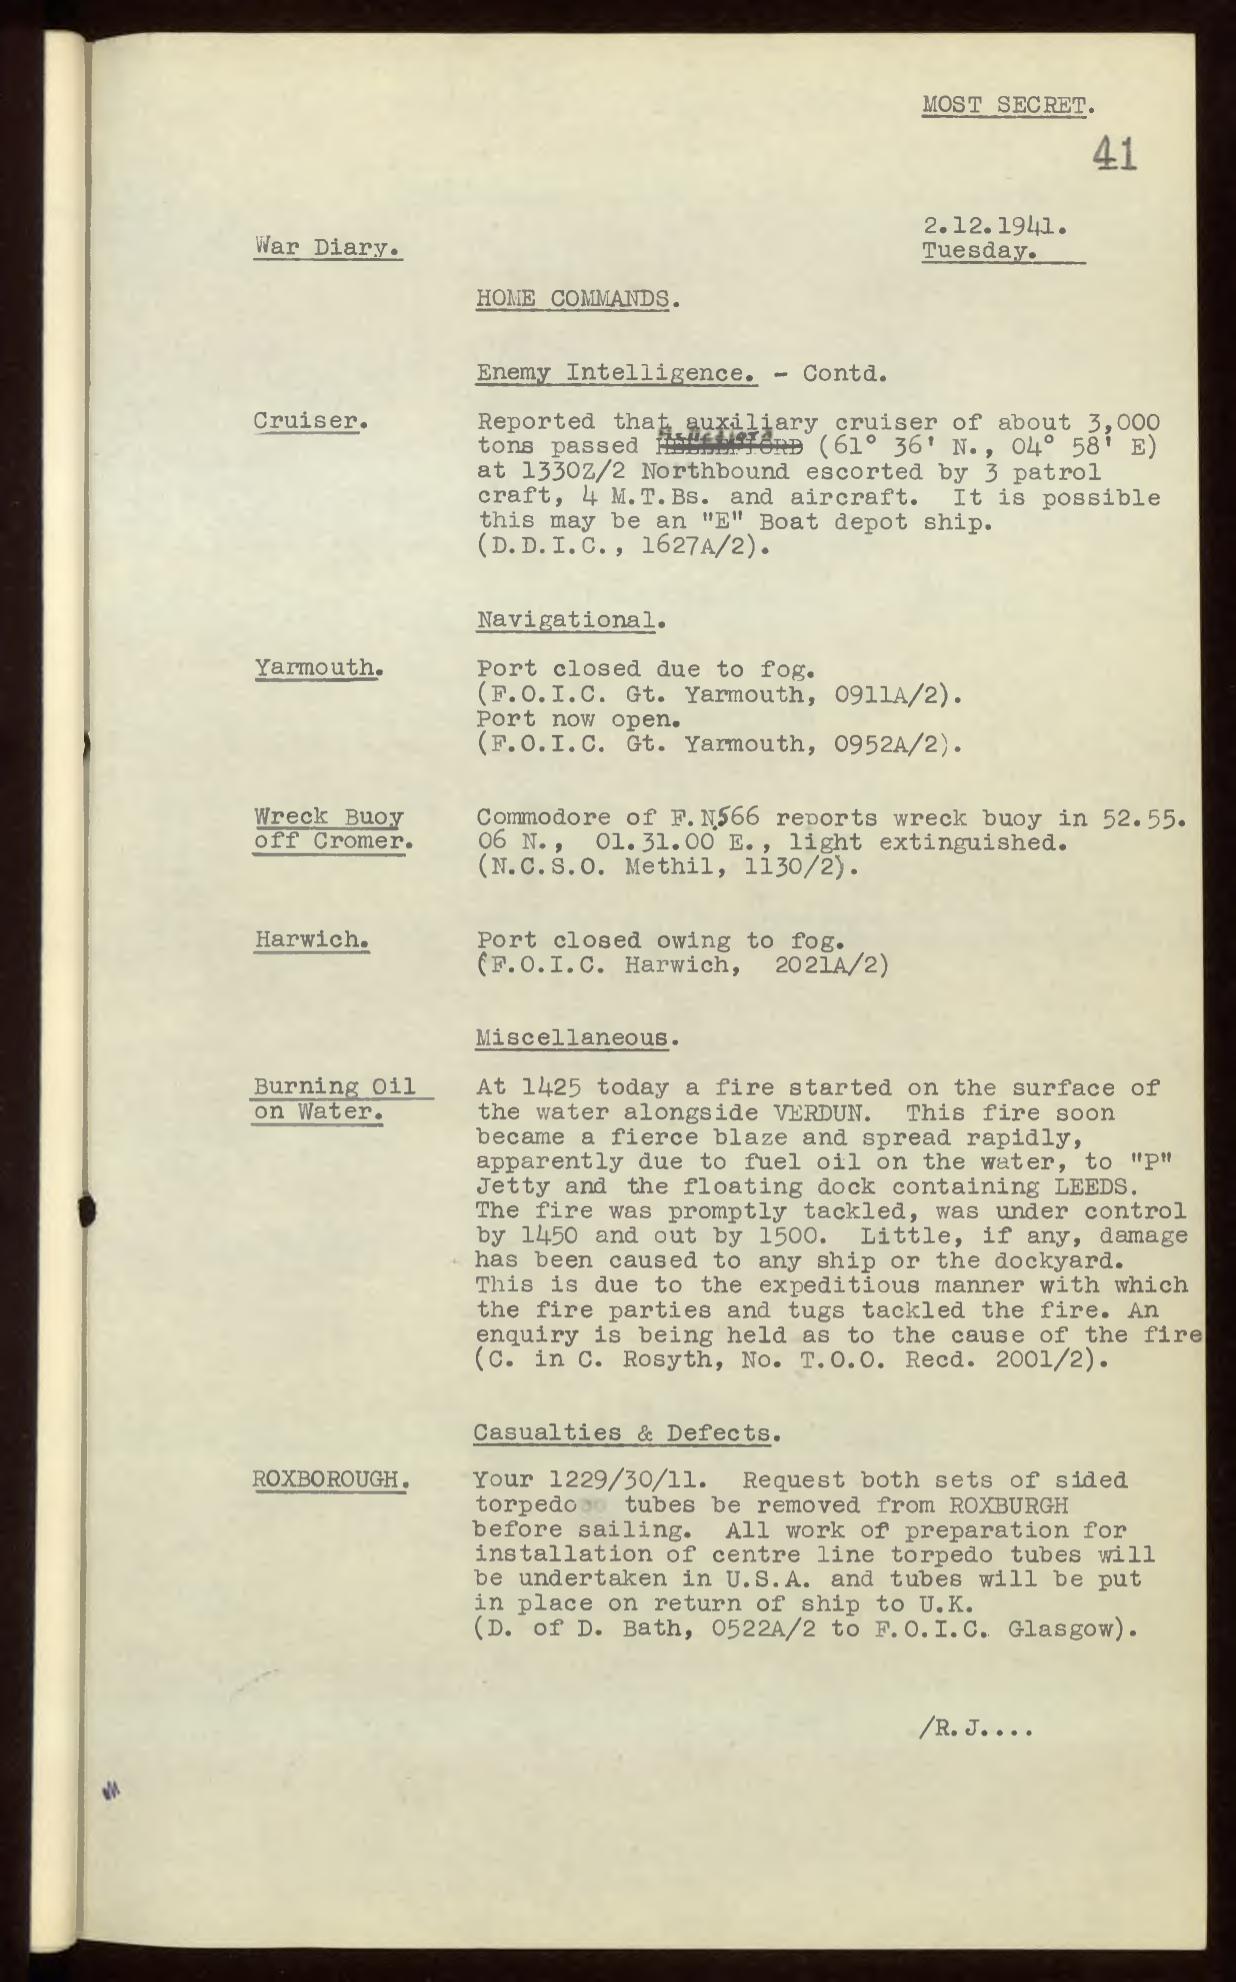 MOST SECRET.
41
2.12.1941.
War Diary.
Tuesday.
HOME COMMANDS.
Enemy Intelligence. - Contd.
Cruiser.
Reported that auxiliary cruiser of about 3,000
tons passed (61° 36' N., 04° 58' E)
at 1330Z/2 Northbound escorted by 3 patrol
craft, 4 M.T.Bs. and aircraft. It is possible
this may be an "E" Boat depot ship.
(D.D.I.C., 1627A/2).
Navigational.
Yarmouth.
Port closed due to fog.
(F.O.I.C. Gt. Yarmouth, 0911A/2).
Port now open.
(F.O.I.C. Gt. Yarmouth, 0952A/2).
Wreck Buoy
off Cromer.
Commodore of F.N.566 reports wreck buoy in 52.55.
06 N., 01.31.00 E., light extinguished.
(N.C.S.O. Methil, 1130/2).
Harwich.
Port closed owing to fog.
(F.O.I.C. Harwich, 2021A/2)
Miscellaneous.
Burning Oil
on Water.
At 1425 today a fire started on the surface of
the water alongside VERDUN. This fire soon
became a fierce blaze and spread rapidly,
apparently due to fuel oil on the water, to "P"
Jetty and the floating dock containing LEEDS.
The fire was promptly tackled, was under control
by 1450 and out by 1500. Little, if any, damage
has been caused to any ship or the dockyard.
This is due to the expeditious manner with which
the fire parties and tugs tackled the fire. An
enquiry is being held as to the cause of the fire
(C. in C. Rosyth, No. T.O.O. Recd. 2001/2).
Casualties & Defects.
ROXBOROUGH.
Your 1229/30/11. Request both sets of sided
torpedo tubes be removed from ROXBURGH
before sailing. All work of preparation for
installation of centre line torpedo tubes will
be undertaken in U.S.A. and tubes will be put
in place on return of ship to U.K.
(D. of D. Bath, 0522A/2 to F.O.I.C. Glasgow).
/R.J....